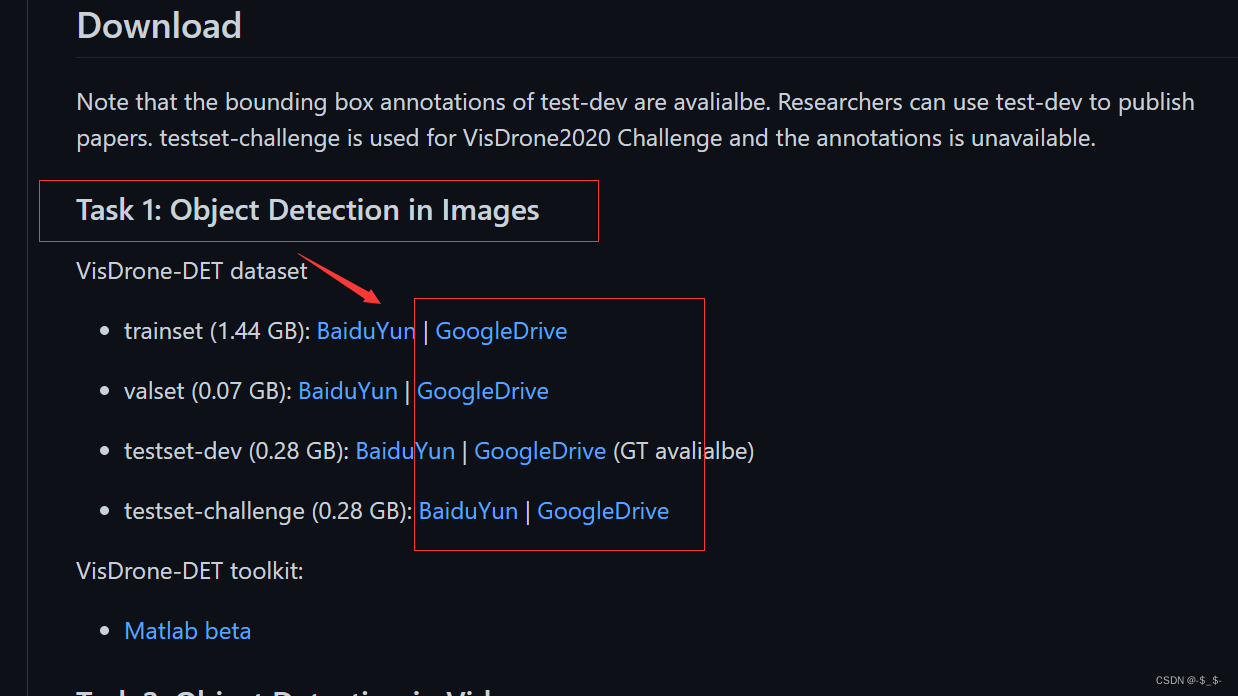 Download
Note that the bounding box annotations of test-dev are avalialbe. Researchers can use test-dev to publish
papers. testset-challenge is used for VisDrone2020 Challenge and the annotations is unavailable.
Task 1: Object Detection in Images
VisDrone-DET dataset
• trainset (1.44 GB): BaiduYun | GoogleDrive
• valset (0.07 GB): BaiduYun | GoogleDrive
• testset-dev (0.28 GB): BaiduYun | GoogleDrive (GT avalialbe)
• testset-challenge (0.28 GB): BaiduYun | GoogleDrive
VisDrone-DET toolkit:
• Matlab beta
Object Detection in
CSDN @-$_$-